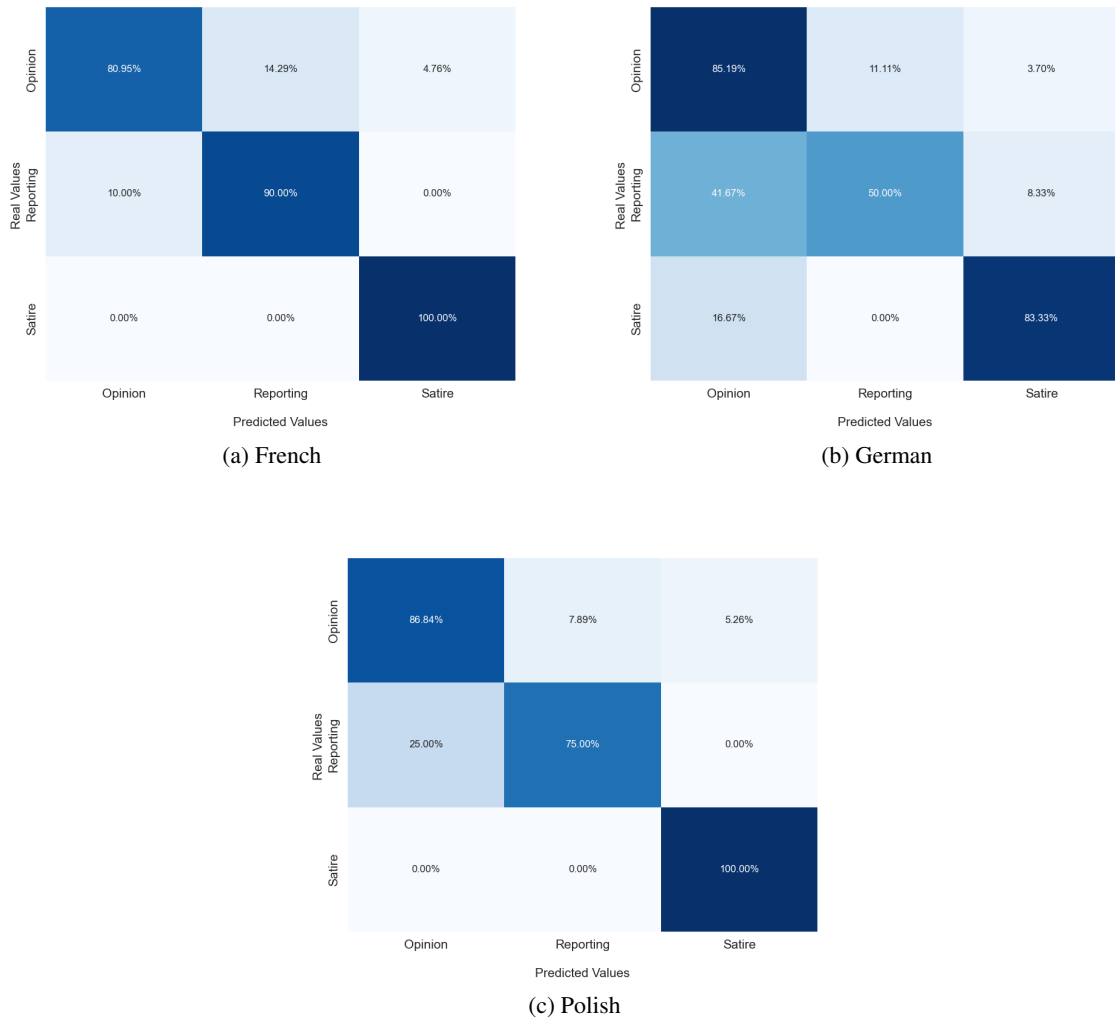 Opinion
80.95% 14.29% 4.76%
Real Values
Reporting
10.00% 90.00% 0.00%
Satire
0.00% 0.00% 100.00%
Opinion Reporting Satire
Predicted Values
(a) French
Opinion
85.19% 11.11% 3.70%
Real Values
Reporting
41.67% 50.00% 8.33%
Satire
16.67% 0.00% 83.33%
Opinion Reporting Satire
Predicted Values
(b) German
Opinion
86.84% 7.89% 5.26%
Real Values
Reporting
25.00% 75.00% 0.00%
Satire
0.00% 0.00% 100.00%
Opinion Reporting Satire
Predicted Values
(c) Polish